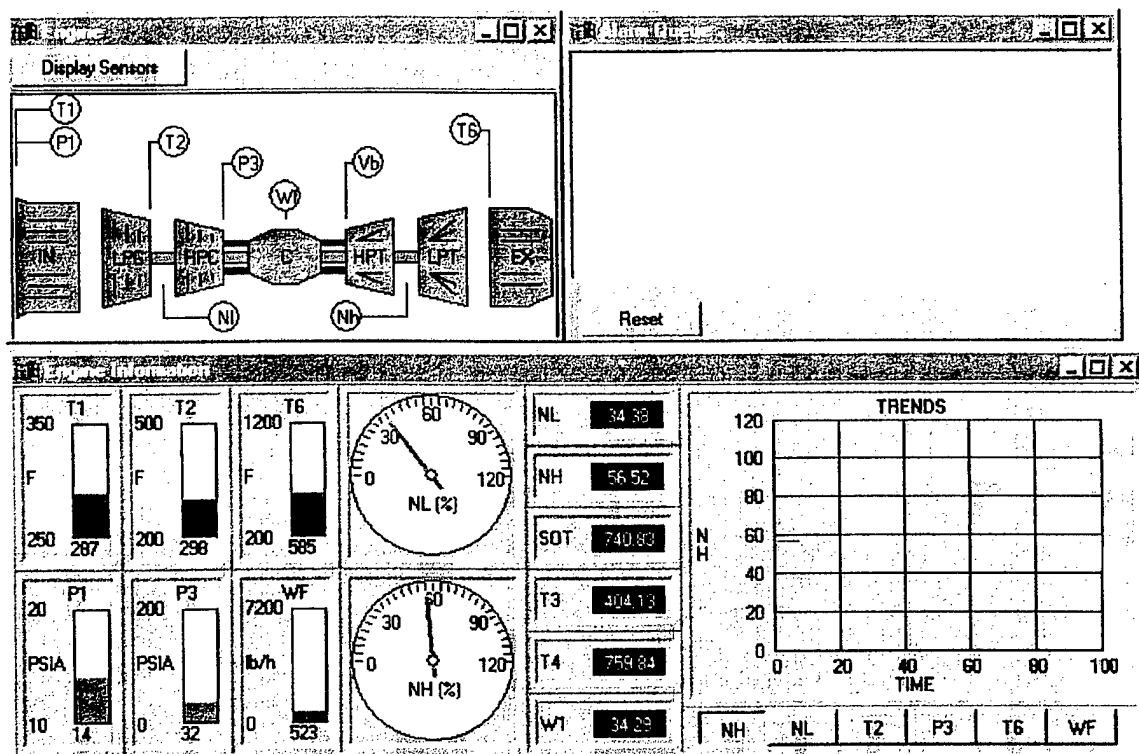 Engine
Display Sensors
T1
P1
T2
P3
Wf
Vb
T6
IN
LPC
HPC
C
HPT
LPT
EX
Nl
Nh
Reset
Engine Information
T1
350
F
250
287
T2
500
F
200
298
T6
1200
F
200
585
0
30
60
90
120
NL (%)
P1
20
PSIA
10
14
P3
200
PSIA
0
32
WF
7200
lb/h
0
523
0
30
60
90
120
NH (%)
NL 34.38
NH 56.52
SOT 740.83
T3 404.13
T4 759.84
W1 34.29
TRENDS
120
100
80
60
40
20
0
N
H
0 20 40 60 80 100
TIME
NH NL T2 P3 T6 WF